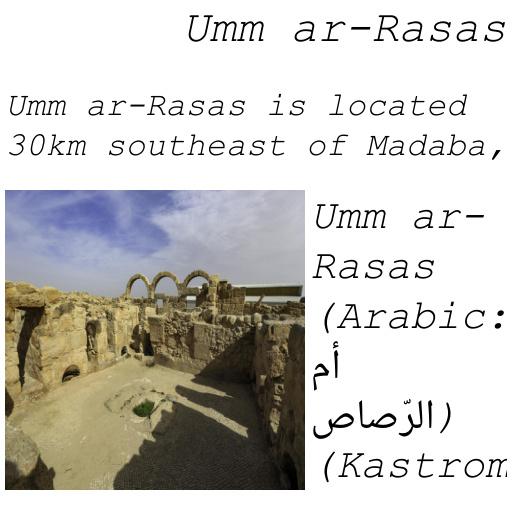 Umm ar-Rasas
Umm ar-Rasas is located
30km southeast of Madaba,
Umm ar-
Rasas
(Arabic:
أم
الرّصاص)
(Kastrom